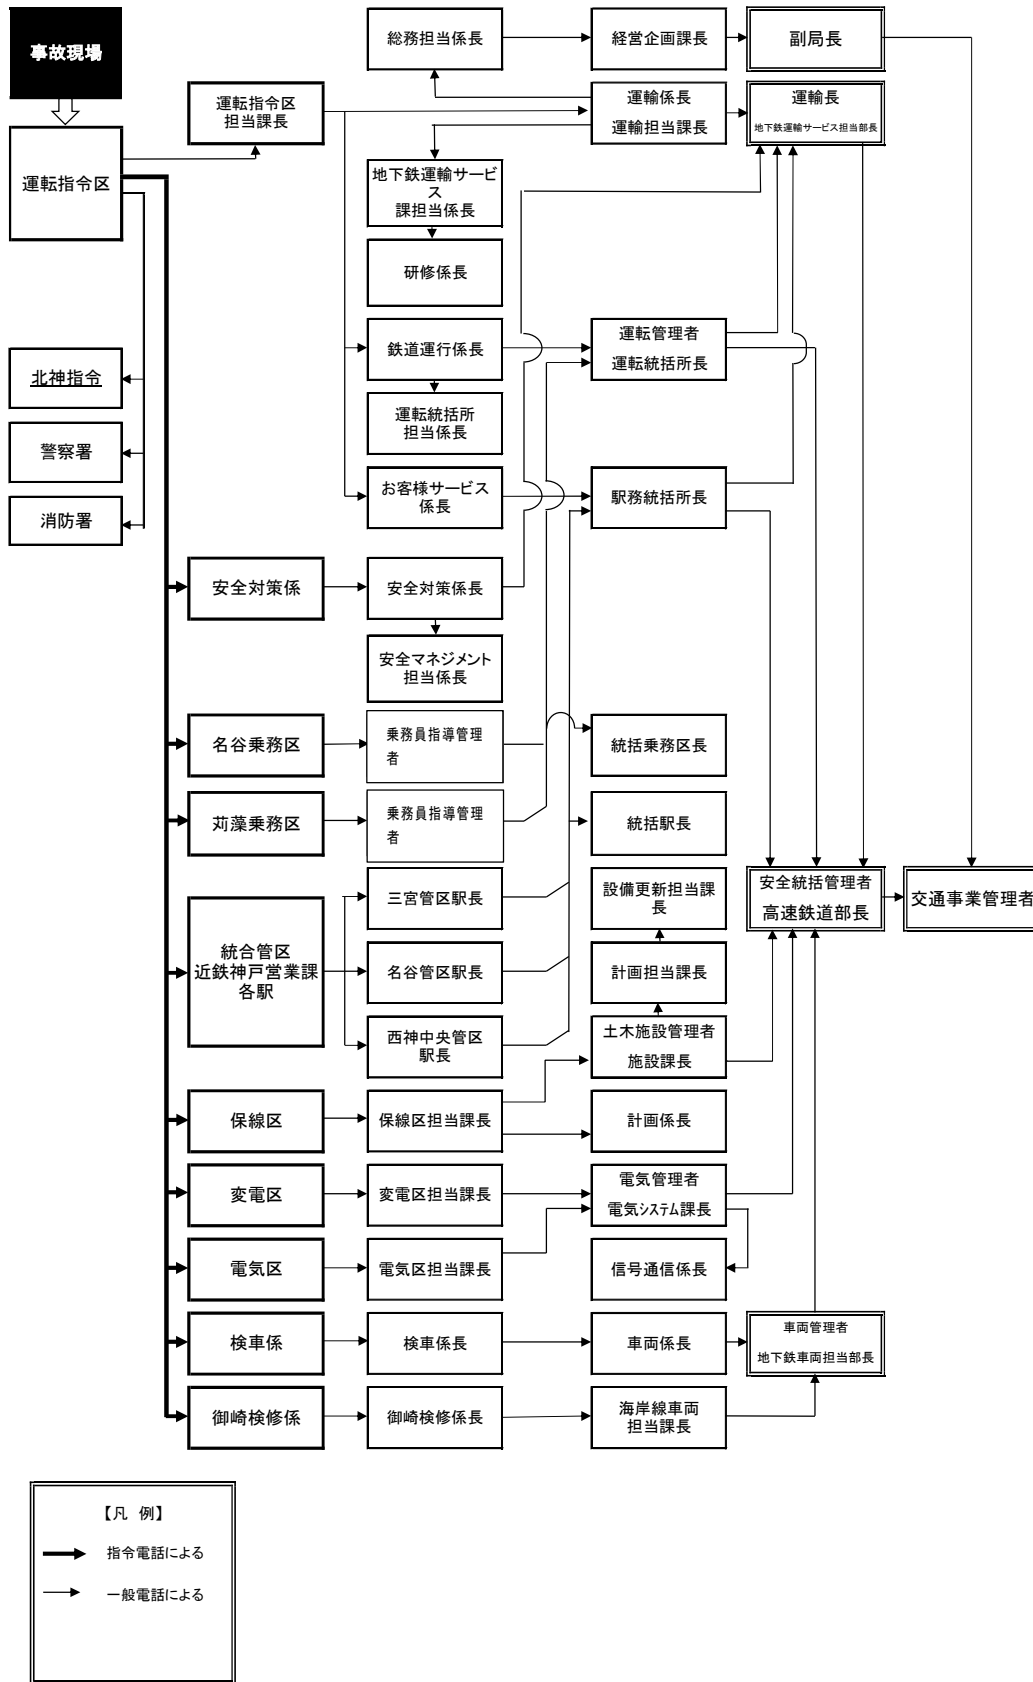 事故現場
総務担当係長
経営企画課長
副局長
運転指令区
担当課長
運輸係長
運輸担当課長
運輸長
地下鉄運輸サービス担当部長
運転指令区
地下鉄運輸サービ
ス
課担当係長
研修係長
鉄道運行係長
運転管理者
運転統括所長
北神指令
運転統括所
担当係長
警察署
お客様サービス
係長
駅務統括所長
消防署
安全対策係
安全対策係長
安全マネジメント
担当係長
名谷乗務区
乗務員指導管理
者
統括乗務区長
苅藻乗務区
乗務員指導管理
者
統括駅長
三宮管区駅長
設備更新担当課
長
安全統括管理者
高速鉄道部長
交通事業管理者
統合管区
近鉄神戸営業課
各駅
名谷管区駅長
計画担当課長
西神中央管区
駅長
土木施設管理者
施設課長
保線区
保線区担当課長
計画係長
変電区
変電区担当課長
電気管理者
電気システム課長
電気区
電気区担当課長
信号通信係長
検車係
検車係長
車両係長
車両管理者
地下鉄車両担当部長
御崎検修係
御崎検修係長
海岸線車両
担当課長
【凡 例】
指令電話による
一般電話による